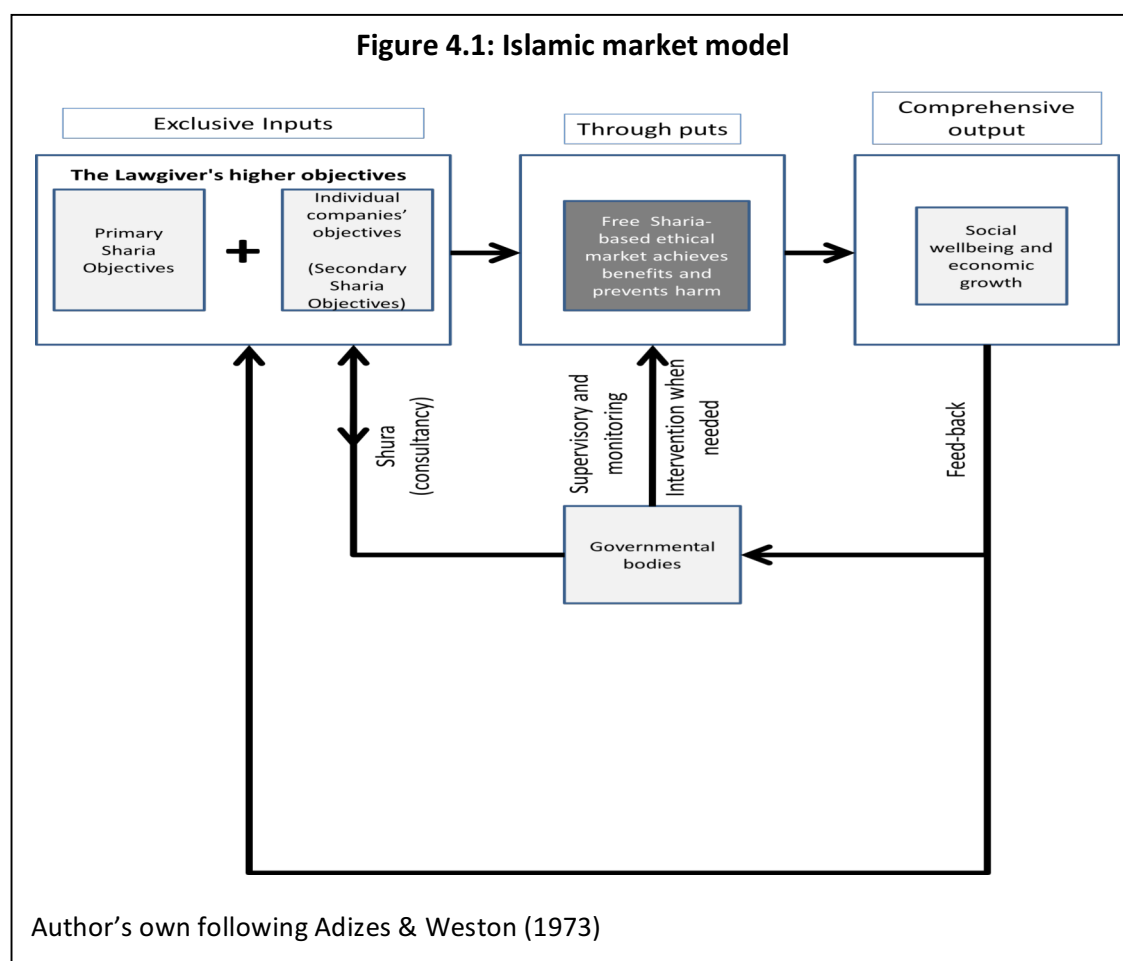 Figure 4.1: Islamic market model
Exclusive Inputs
Through puts
Comprehensive
output
The Lawgiver's higher objectives
Primary
Sharia
Objectives
+
Individual
companies'
objectives
(Secondary
Sharia
Objectives)
Free Sharia-
based ethical
market achieves
benefits and
prevents harm
Social
wellbeing and
economic
growth
Shura
(consultancy)
Supervisory and
monitoring
Intervention when
needed
Feed-back
Governmental
bodies
Author's own following Adizes & Weston (1973)